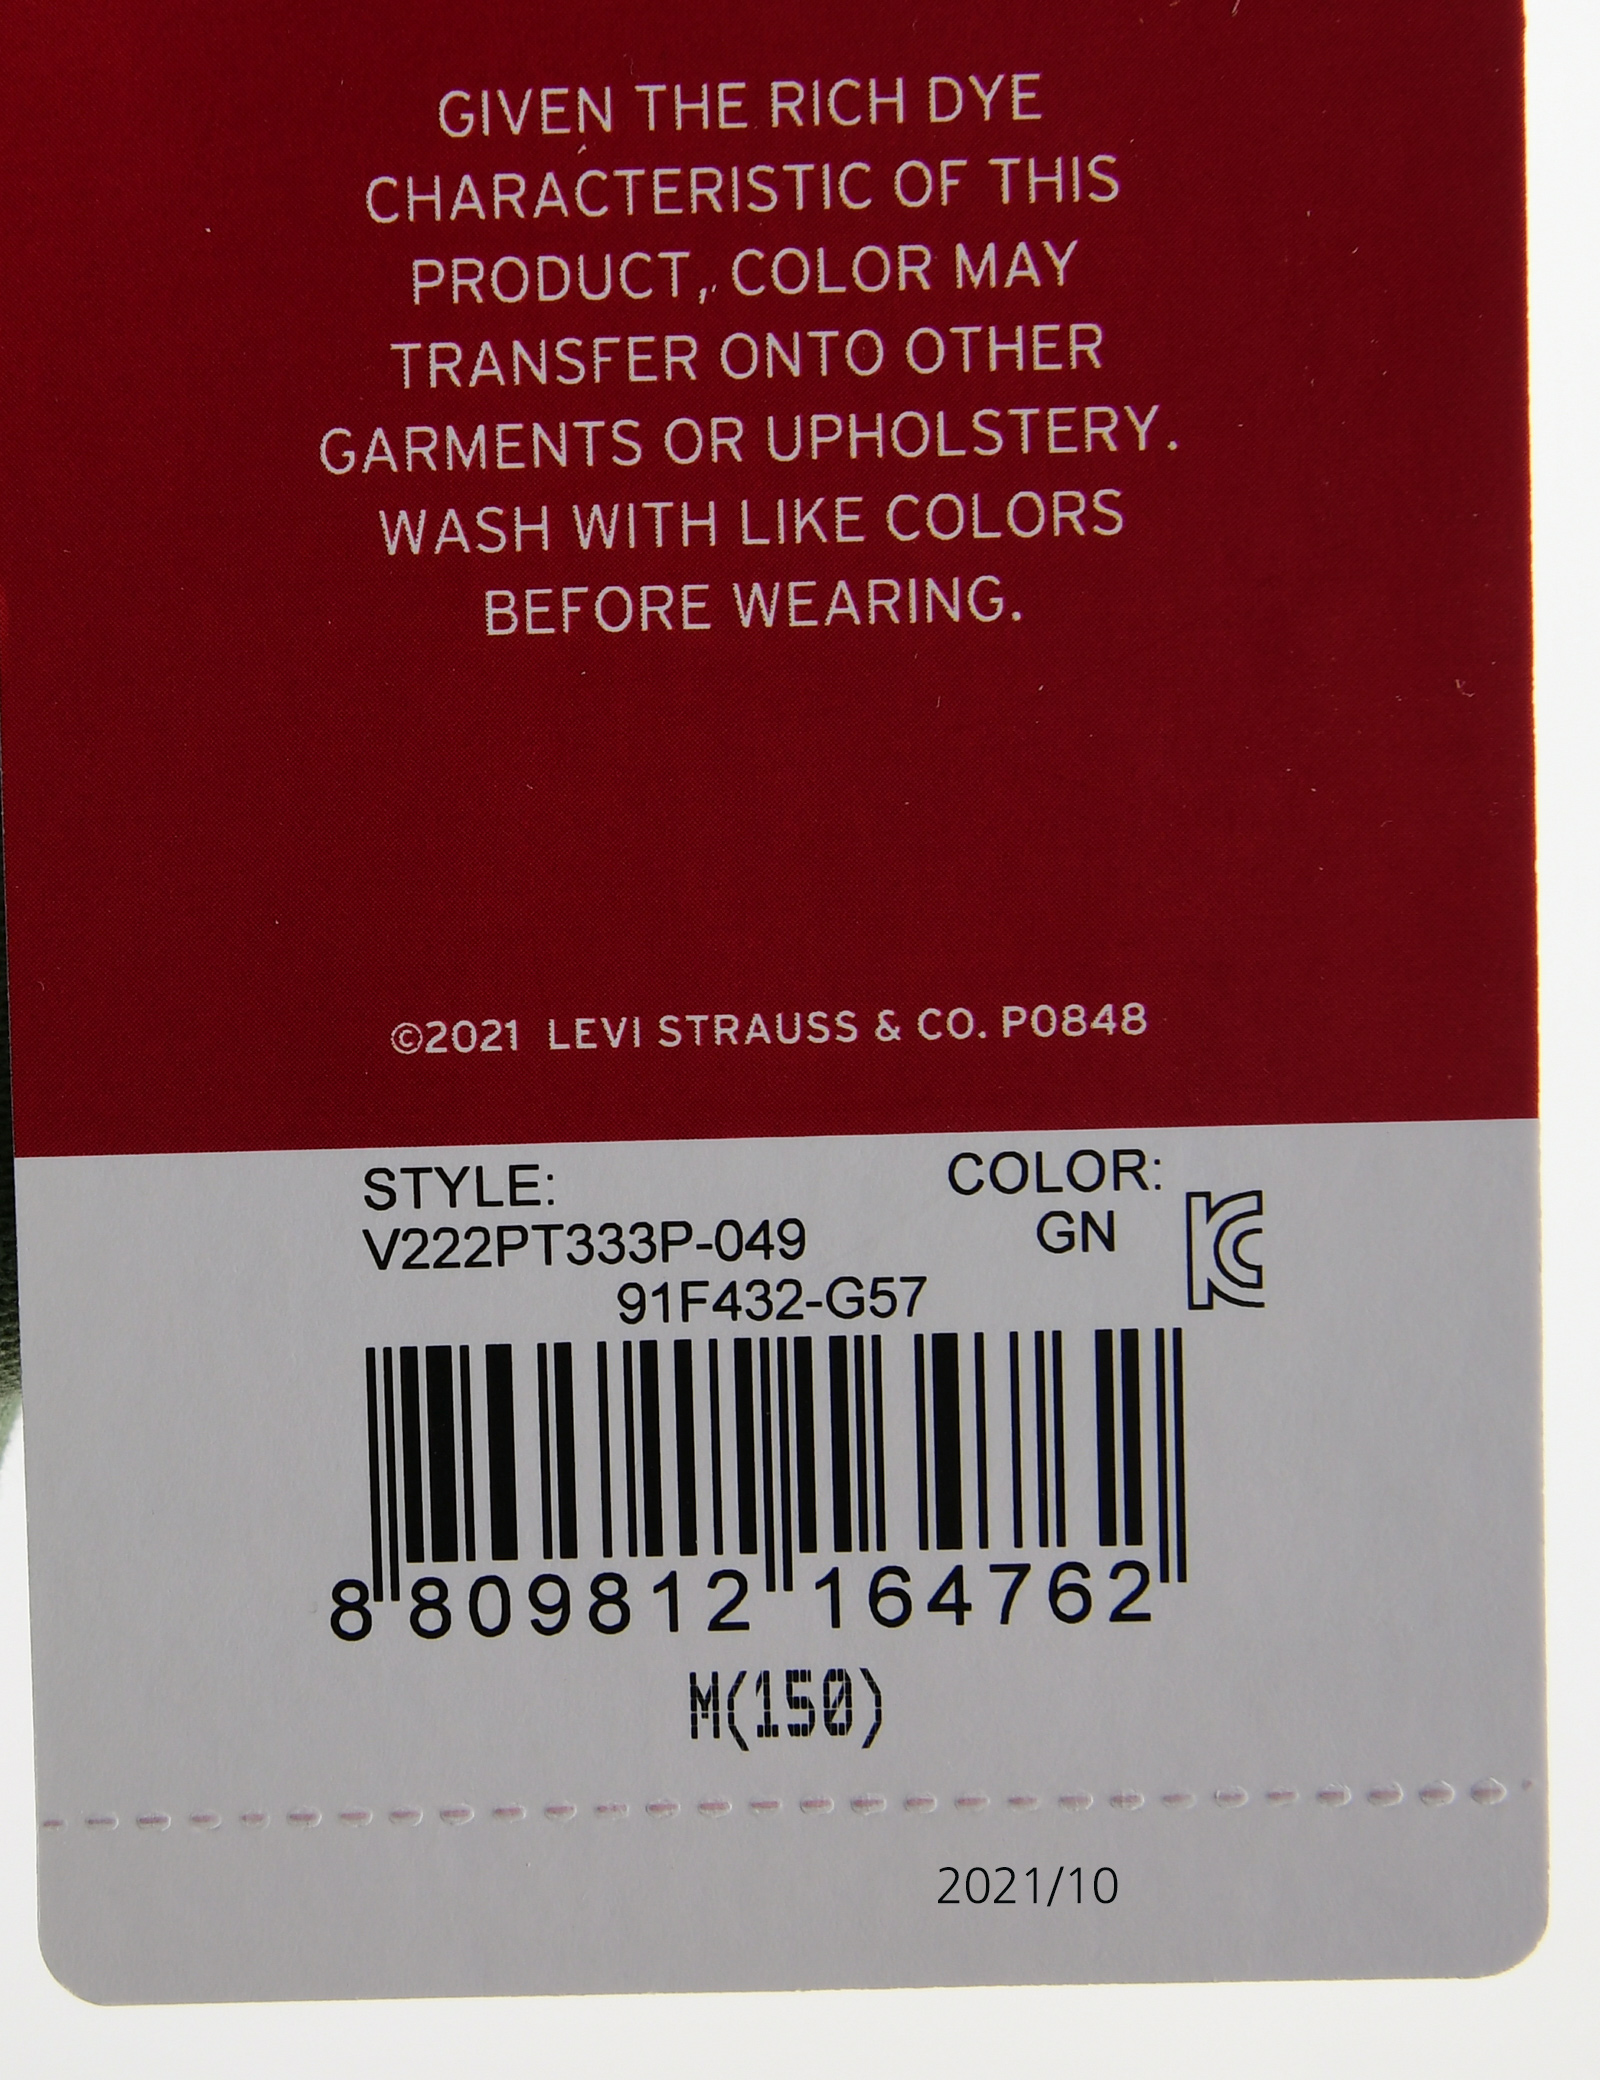 GIVEN THE RICH DYE
CHARACTERISTIC OF THIS
PRODUCT, COLOR MAY
TRANSFER ONTO OTHER
GARMENTS OR UPHOLSTERY.
WASH WITH LIKE COLORS
BEFORE WEARING.
©2021 LEVI STRAUSS & CO. P0848
STYLE: COLOR:
V222PT333P-049 GN
91F432-G57
8 809812 164762
M(150)
2021/10